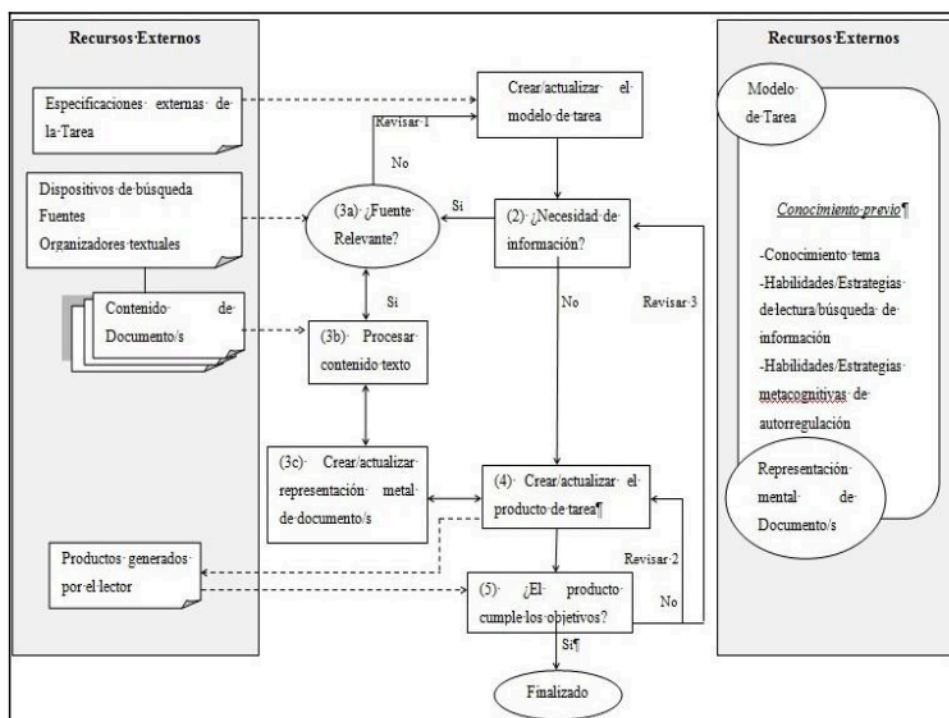 Recursos·Externos
Especificaciones· externas· de·
la·Tarea
Dispositivos·de·búsqueda
Fuentes
Organizadores·textuales
Contenido· de·
Documento/s
Productos· generados·
por·el·lector
Crear/actualizar el
modelo·de·tarea
Revisar·1
No
(3a)·¿Fuente·
Relevante?
Si
(2)·¿Necesidad·de·
información?
Si
No
Revisar·3
(3b)· Procesar·
contenido·texto
(3c)· Crear/actualizar·
representación· metal·
de·documento/s
(4)· Crear/actualizar· el·
producto·de·tarea¶
Revisar·2
No
(5)· ¿El· producto·
cumple·los·objetivos?
Si¶
Finalizado
Recursos·Externos
Modelo·
de·Tarea
Conocimiento·previo¶
-Conocimiento·tema
-Habilidades/Estrategias·
de·lectura/búsqueda· de·
información
-Habilidades/Estrategias·
metacognitivas· de·
autorregulación
Representación·
mental· de·
Documento/s